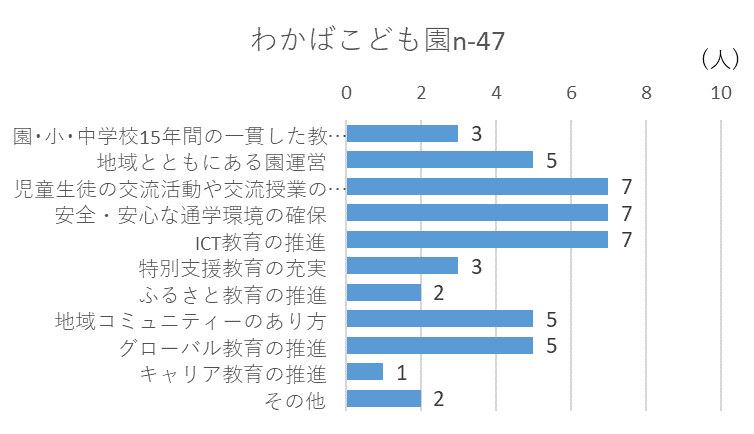 わかばこども園n-47
（人）
0 2 4 6 8 10
園･小･中学校15年間の一貫した教… 3
地域とともにある園運営 5
児童生徒の交流活動や交流授業の… 7
安全・安心な通学環境の確保 7
ICT教育の推進 7
特別支援教育の充実 3
ふるさと教育の推進 2
地域コミュニティーのあり方 5
グローバル教育の推進 5
キャリア教育の推進 1
その他 2